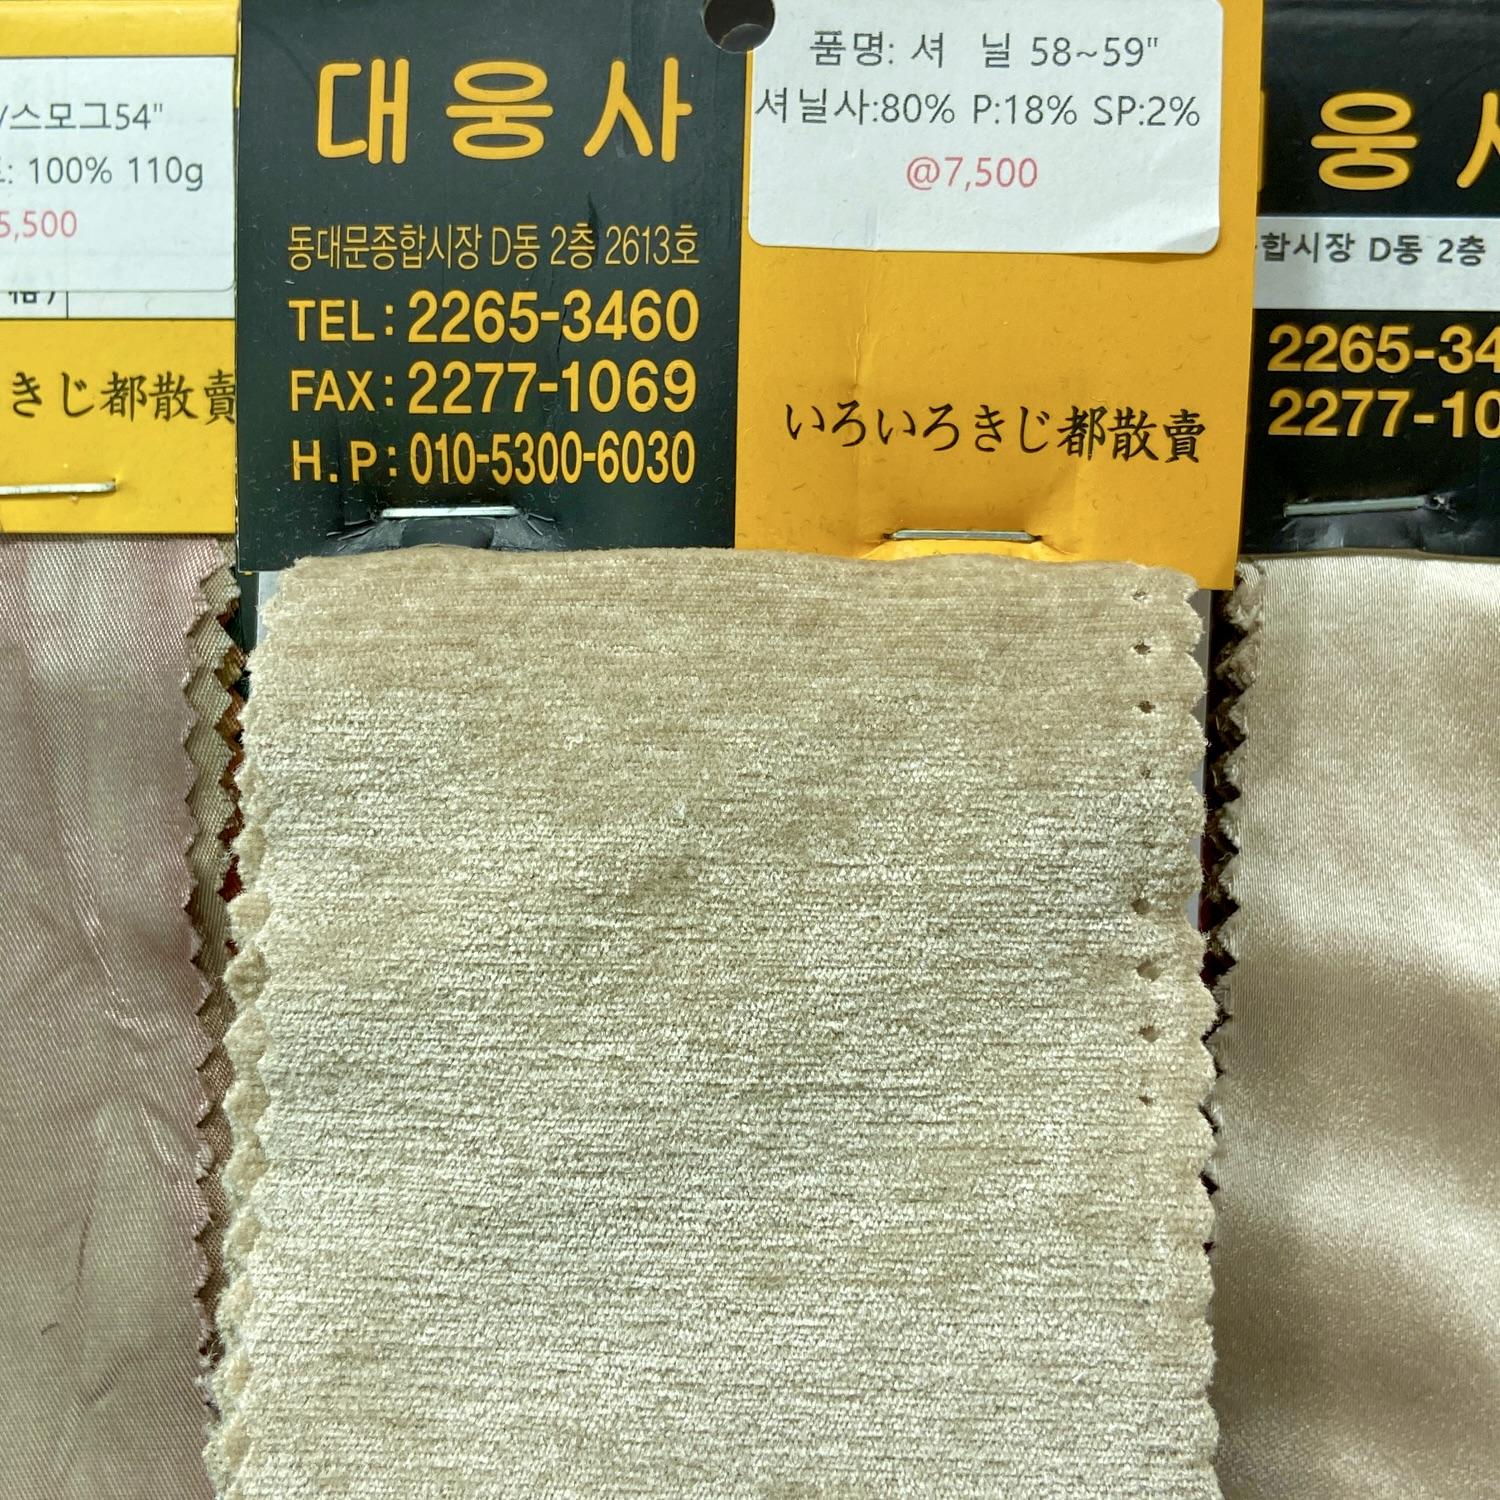 /스모그54"
: 100% 110g
5,500
きじ都散賣
대웅사
동대문종합시장 D동 2층 2613호
TEL: 2265-3460
FAX: 2277-1069
H.P: 010-5300-6030
품명: 셔 닐 58~59"
셔닐사:80% P:18% SP:2%
@7,500
いろいろきじ都散賣
웅
합시장 D동 2층
2265-34
2277-10